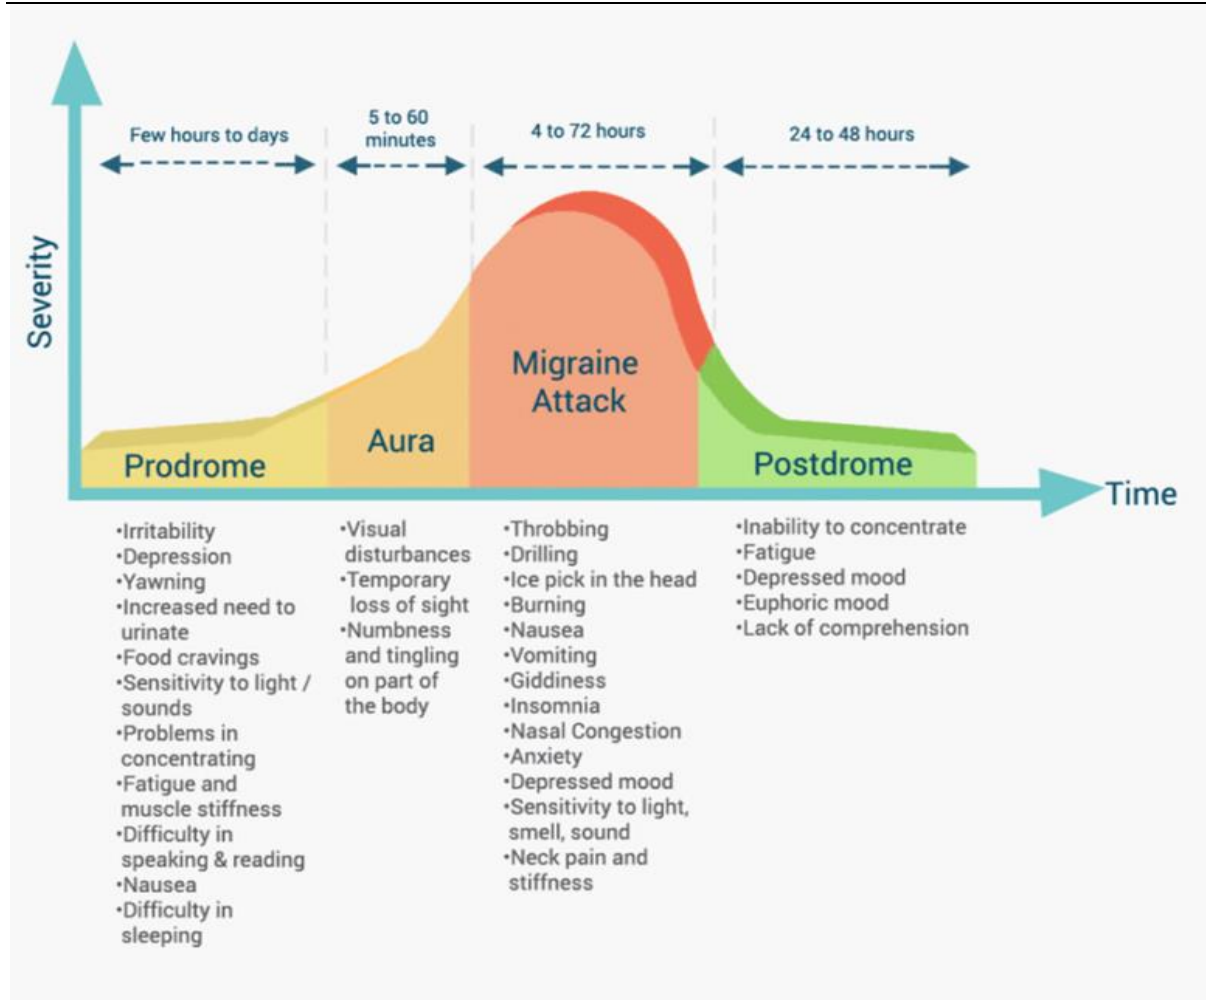 Few hours to days
5 to 60
minutes
4 to 72 hours
24 to 48 hours
Severity
Prodrome
Aura
Migraine
Attack
Postdrome
Time
•Irritability
•Depression
•Yawning
•Increased need to
urinate
•Food cravings
•Sensitivity to light /
sounds
•Problems in
concentrating
•Fatigue and
muscle stiffness
•Difficulty in
speaking & reading
•Nausea
•Difficulty in
sleeping
•Visual
disturbances
•Temporary
loss of sight
•Numbness
and tingling
on part of
the body
•Throbbing
•Drilling
•Ice pick in the head
•Burning
•Nausea
•Vomiting
•Giddiness
•Insomnia
•Nasal Congestion
•Anxiety
•Depressed mood
•Sensitivity to light,
smell, sound
•Neck pain and
stiffness
•Inability to concentrate
•Fatigue
•Depressed mood
•Euphoric mood
•Lack of comprehension